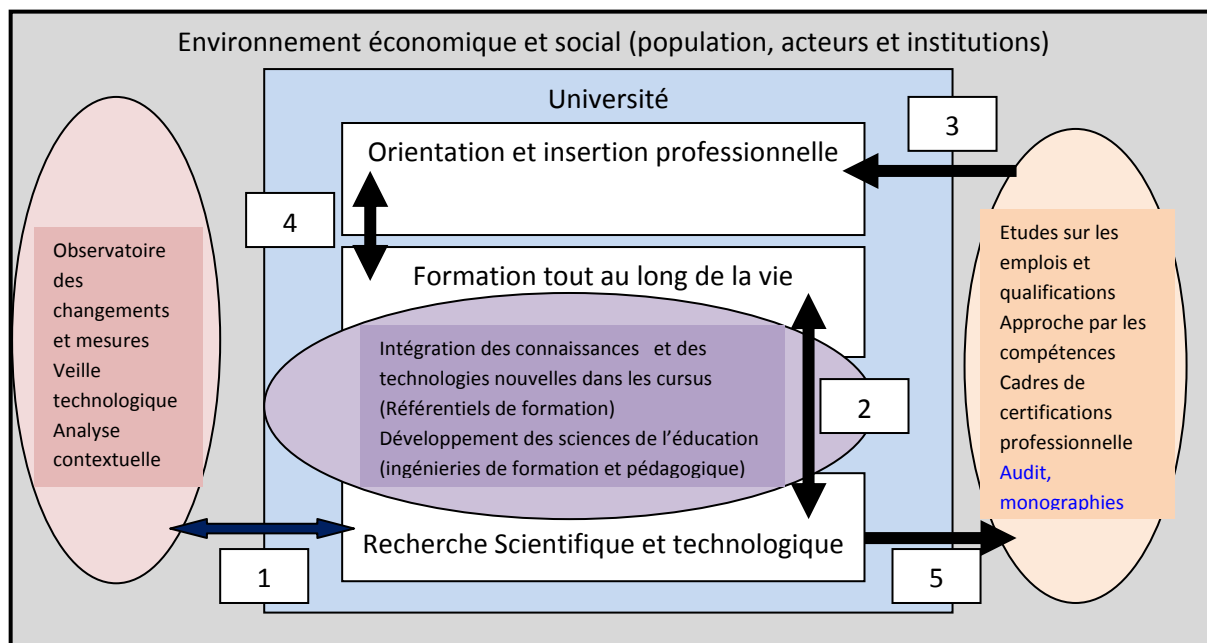 Environnement économique et social (population, acteurs et institutions)
Université
3
Orientation et insertion professionnelle
4
Observatoire
des
changements
et mesures
Veille
technologique
Analyse
contextuelle
Formation tout au long de la vie
Intégration des connaissances et des
technologies nouvelles dans les cursus
(Référentiels de formation)
Développement des sciences de l'éducation
(ingénieries de formation et pédagogique)
2
Etudes sur les
emplois et
qualifications
Approche par les
compétences
Cadres de
certifications
professionnelle
Audit,
monographies
Recherche Scientifique et technologique
1
5